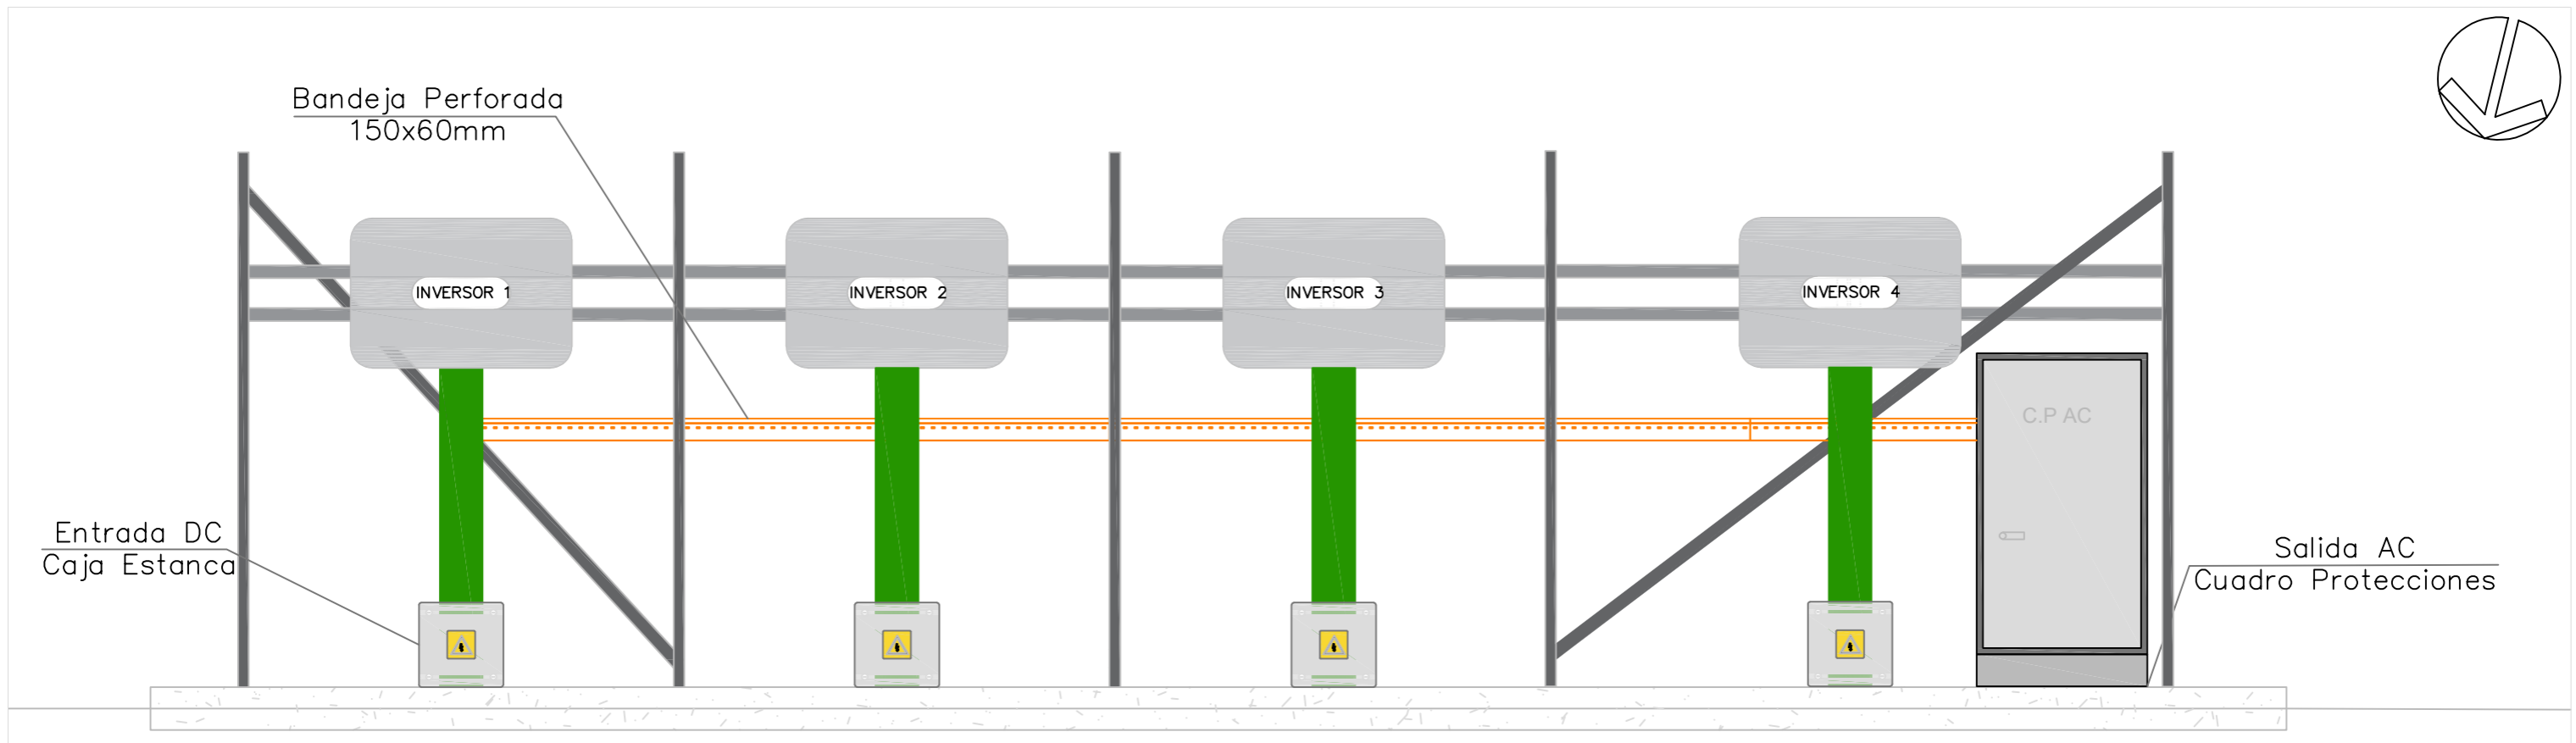 Bandeja Perforada
150x60mm
INVERSOR 1
INVERSOR 2
INVERSOR 3
INVERSOR 4
C.P AC
Entrada DC
Caja Estanca
Salida AC
Cuadro Protecciones